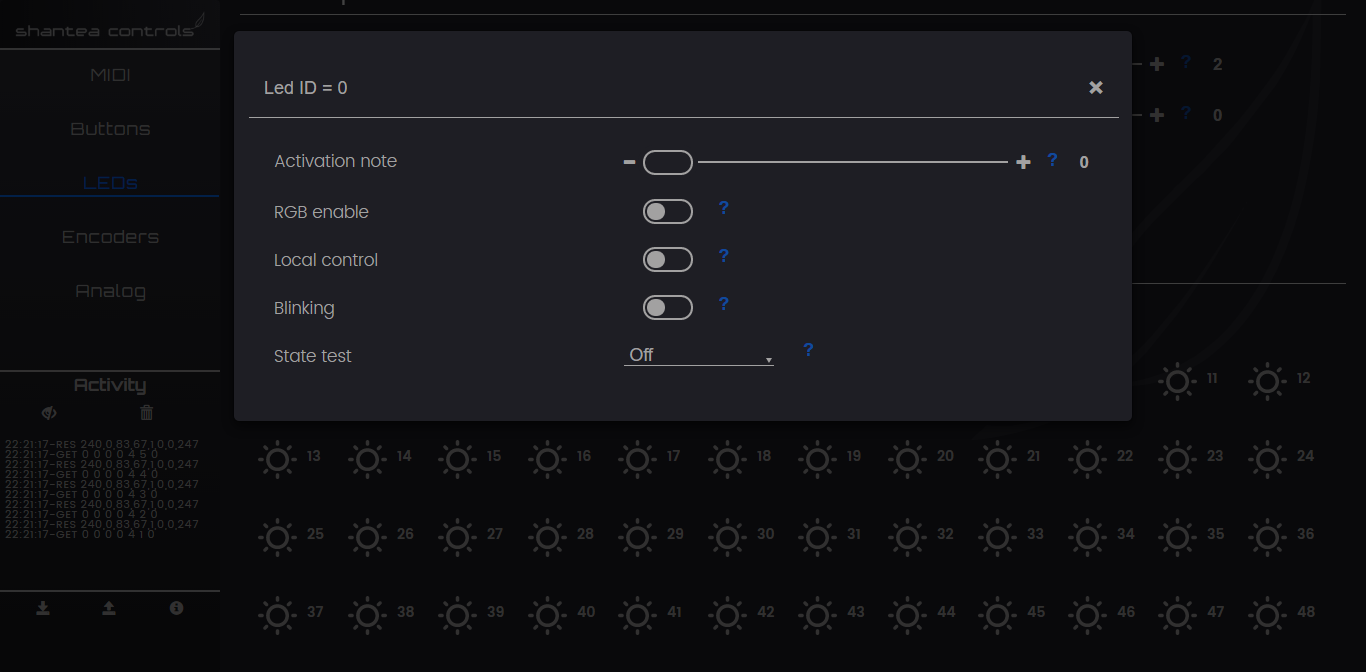 shantea controls
MIDI
Buttons
LEDs
Encoders
Analog
Activity
22:21:17-RES 240,0,83,67,1,0,0,247
22:21:17-GET 0 0 0 0 4 5 0
22:21:17-RES 240,0,83,67,1,0,0,247
22:21:17-GET 0 0 0 0 4 4 0
22:21:17-RES 240,0,83,67,1,0,0,247
22:21:17-GET 0 0 0 0 4 3 0
22:21:17-RES 240,0,83,67,1,0,0,247
22:21:17-GET 0 0 0 0 4 2 0
22:21:17-RES 240,0,83,67,1,0,0,247
22:21:17-GET 0 0 0 0 4 1 0
? 2
? 0
Led ID = 0
Activation note ? 0
RGB enable ?
Local control ?
Blinking ?
State test Off ?
11 12
13 14 15 16 17 18 19 20 21 22 23 24
25 26 27 28 29 30 31 32 33 34 35 36
37 38 39 40 41 42 43 44 45 46 47 48